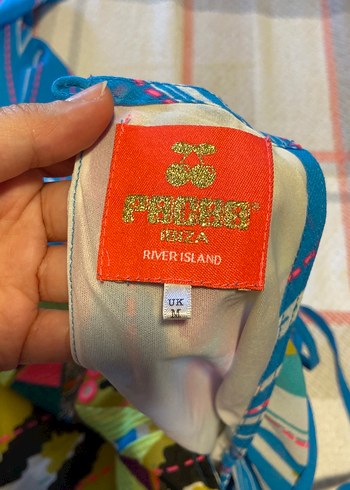 PACHA®
IBIZA
RIVER ISLAND
UK
M